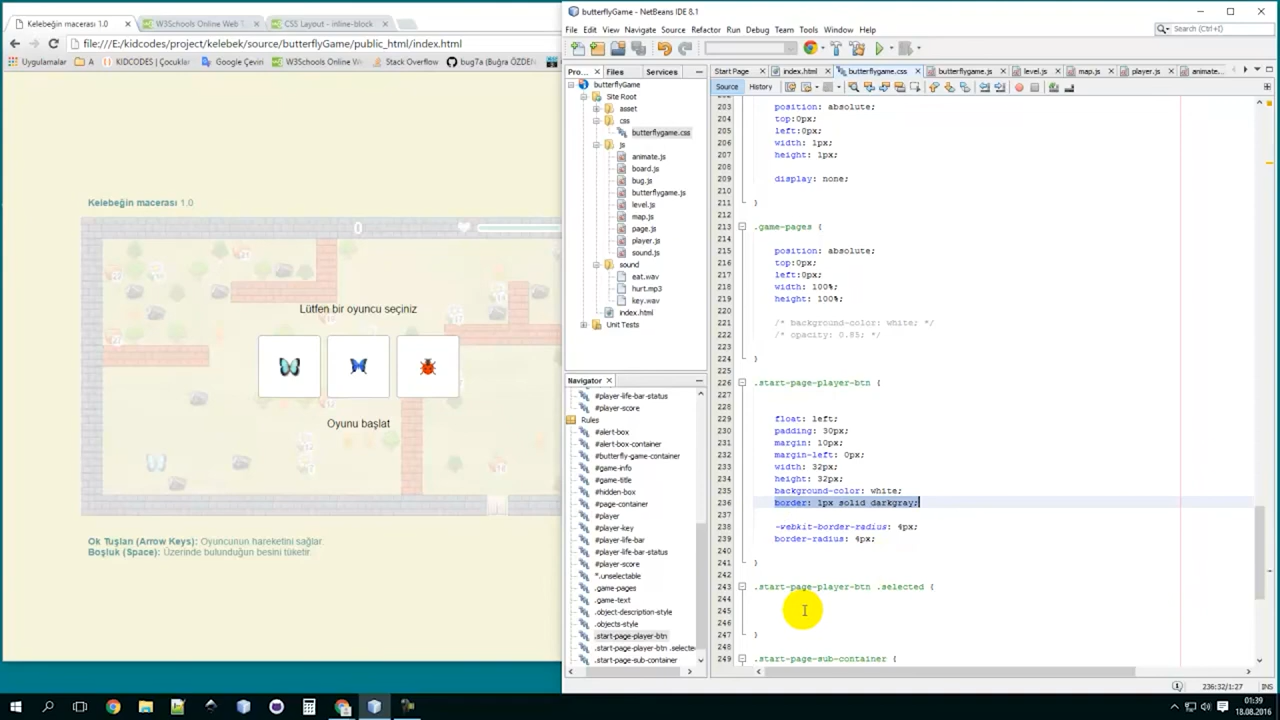 Kelebeğin macerası 1.0
W3Schools Online Web T
CSS Layout - inline-block
file:///E:/kidcodes/project/kelebek/source/butterflyGame/public_html/index.html
Uygulamalar
A
KIDCODES | Çocuklar
Google Çeviri
W3Schools Online We
Stack Overflow
bug7a (Buğra ÖZDEN
Kelebeğin macerası 1.0
0
Lütfen bir oyuncu seçiniz
Oyunu başlat
Ok Tuşları (Arrow Keys): Oyuncunun hareketini sağlar.
Boşluk (Space): Üzerinde bulunduğun besini tüketir.
butterflyGame - NetBeans IDE 8.1
File Edit View Navigate Source Refactor Run Debug Team Tools Window Help
Search (Ctrl+I)
Pro...
Files
Services
butterflyGame
Site Root
asset
css
butterflygame.css
js
animate.js
board.js
bug.js
butterflygame.js
level.js
map.js
page.js
player.js
sound.js
sound
eat.wav
hurt.mp3
key.wav
index.html
Unit Tests
Navigator
#player-life-bar-status
#player-score
Rules
#alert-box
#alert-box-container
#butterfly-game-container
#game-info
#game-title
#hidden-box
#page-container
#player
#player-key
#player-life-bar
#player-life-bar-status
#player-score
*.unselectable
.game-pages
.game-text
.object-description-style
.objects-style
.start-page-player-btn
.start-page-player-btn .selecte
.start-page-sub-container
Start Page
index.html
butterflygame.css
butterflygame.js
level.js
map.js
player.js
animate...
Source
History
203 position: absolute;
204 top:0px;
205 left:0px;
206 width: 1px;
207 height: 1px;
208
209 display: none;
210
211 }
212
213 .game-pages {
214
215 position: absolute;
216 top:0px;
217 left:0px;
218 width: 100%;
219 height: 100%;
220
221 /* background-color: white; */
222 /* opacity: 0.85; */
223
224 }
225
226 .start-page-player-btn {
227
228
229 float: left;
230 padding: 30px;
231 margin: 10px;
232 margin-left: 0px;
233 width: 32px;
234 height: 32px;
235 background-color: white;
236 border: 1px solid darkgray;
237
238 -webkit-border-radius: 4px;
239 border-radius: 4px;
240
241 }
242
243 .start-page-player-btn .selected {
244
245
246
247 }
248
249 .start-page-sub-container {
236:32/1:27
INS
01:39
18.08.2016